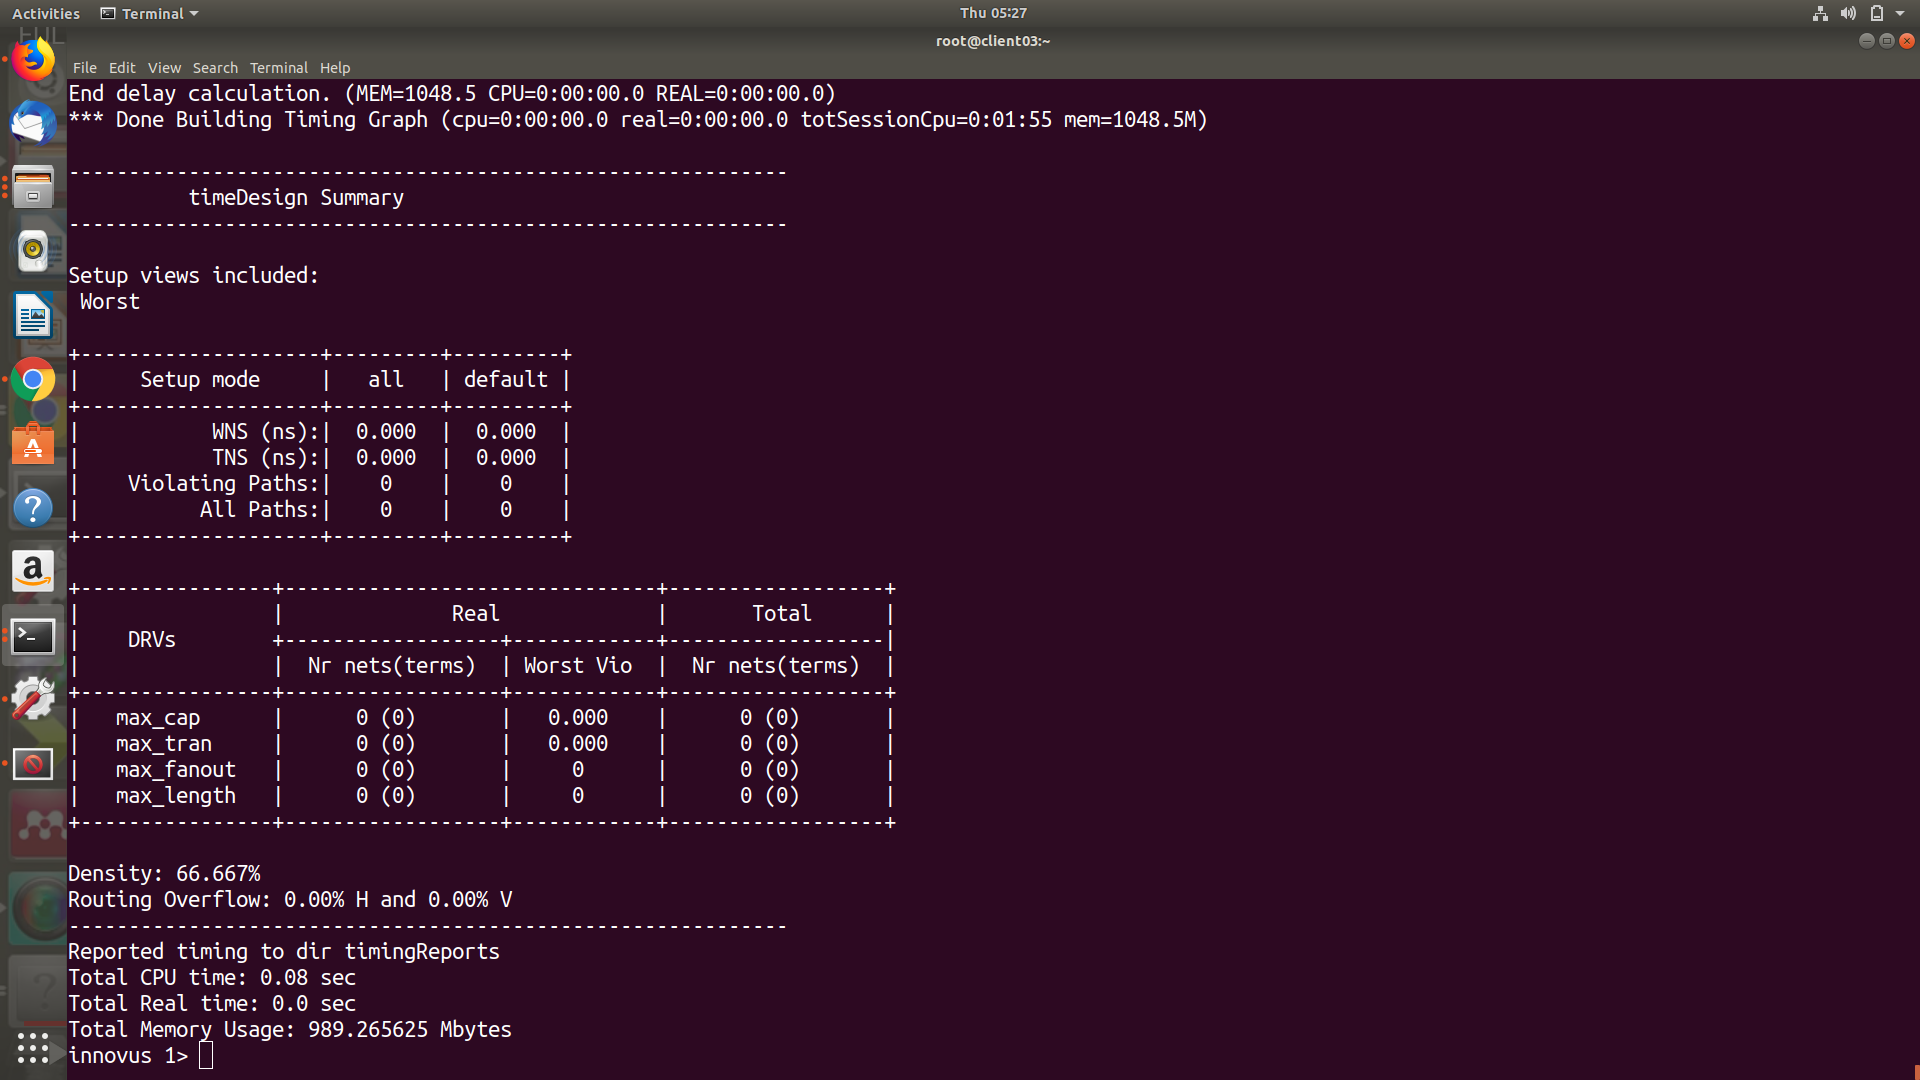 Activities Terminal Thu 05:27
root@client03:~
File Edit View Search Terminal Help
End delay calculation. (MEM=1048.5 CPU=0:00:00.0 REAL=0:00:00.0)
*** Done Building Timing Graph (cpu=0:00:00.0 real=0:00:00.0 totSessionCpu=0:01:55 mem=1048.5M)
------------------------------------------------------------
timeDesign Summary
------------------------------------------------------------
Setup views included:
Worst
+--------------------+---------+---------+
|     Setup mode     |   all   | default |
+--------------------+---------+---------+
|           WNS (ns):|  0.000  |  0.000  |
|           TNS (ns):|  0.000  |  0.000  |
|    Violating Paths:|    0    |    0    |
|          All Paths:|    0    |    0    |
+--------------------+---------+---------+
+----------------+-------------------------------+------------------+
|                |              Real             |       Total      |
|    DRVs        +------------------+------------+------------------|
|                |  Nr nets(terms)  | Worst Vio  |  Nr nets(terms)  |
+----------------+------------------+------------+------------------+
|   max_cap      |      0 (0)       |   0.000    |      0 (0)       |
|   max_tran     |      0 (0)       |   0.000    |      0 (0)       |
|   max_fanout   |      0 (0)       |     0      |      0 (0)       |
|   max_length   |      0 (0)       |     0      |      0 (0)       |
+----------------+------------------+------------+------------------+
Density: 66.667%
Routing Overflow: 0.00% H and 0.00% V
------------------------------------------------------------
Reported timing to dir timingReports
Total CPU time: 0.08 sec
Total Real time: 0.0 sec
Total Memory Usage: 989.265625 Mbytes
innovus 1>